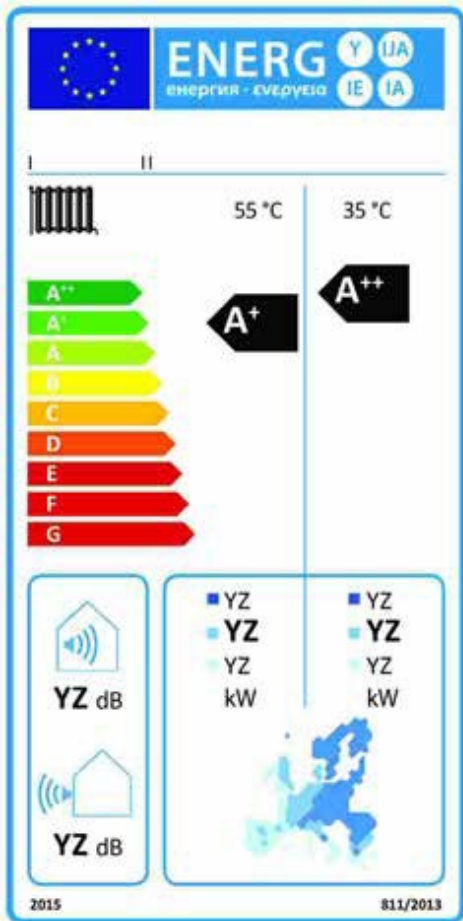 ENERG Y IJA
енергия · ενεργεια IE IA
I II
55 °C 35 °C
A++
A+
A
B
C
D
E
F
G
A+ A++
YZ dB
YZ dB
YZ YZ
YZ YZ
YZ YZ
kW kW
2015 811/2013